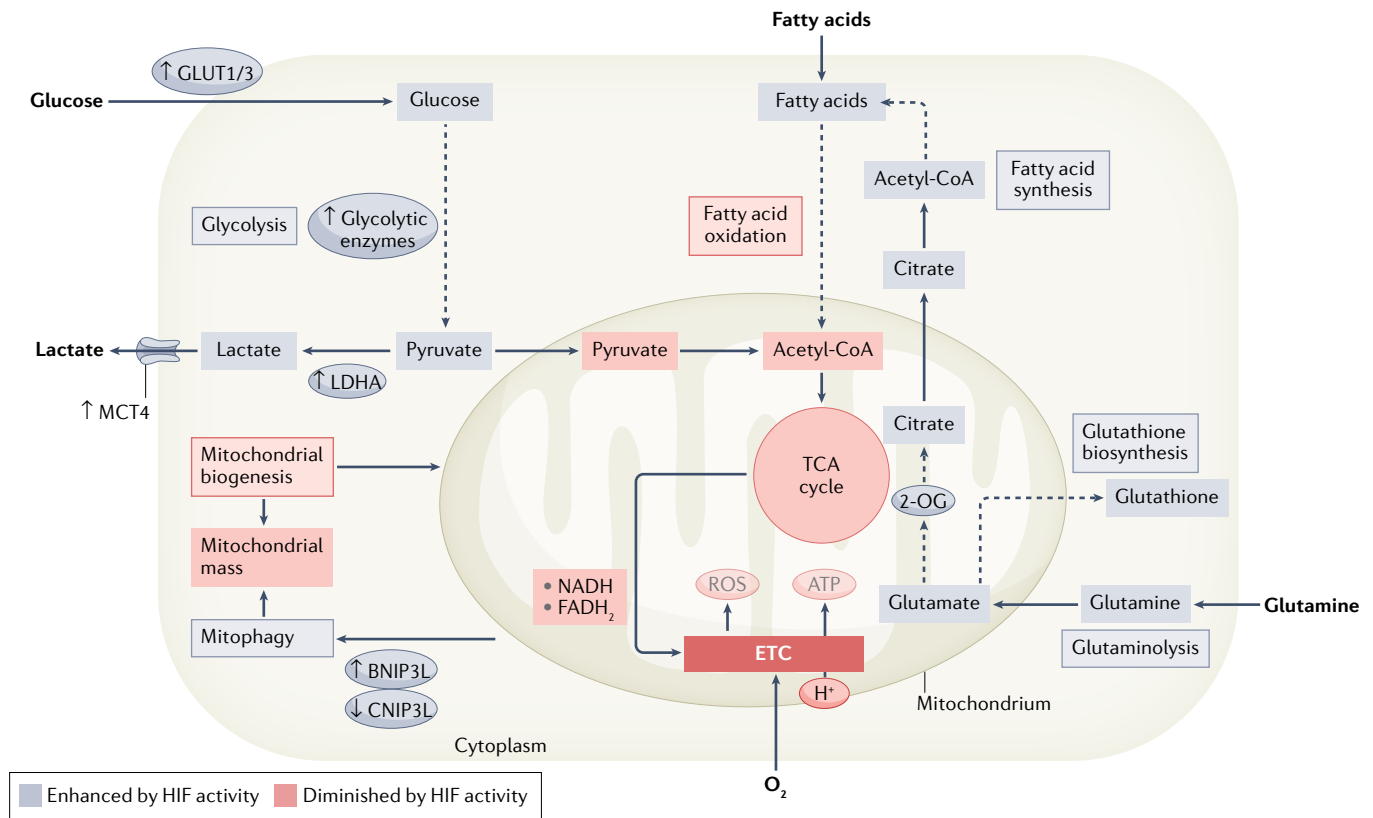 Fatty acids
↑ GLUT1/3
Glucose
Glucose
Fatty acids
Acetyl-CoA
Fatty acid
synthesis
Glycolysis
↑ Glycolytic
enzymes
Fatty acid
oxidation
Citrate
Lactate
Lactate
Pyruvate
Pyruvate
Acetyl-CoA
↑ LDHA
↑ MCT4
Citrate
Glutathione
biosynthesis
Mitochondrial
biogenesis
TCA
cycle
2-OG
Glutathione
Mitochondrial
mass
• NADH
• FADH₂
ROS
ATP
Glutamate
Glutamine
Glutamine
Mitophagy
ETC
Glutaminolysis
↑ BNIP3L
H⁺
↓ CNIP3L
Mitochondrium
Cytoplasm
O₂
Enhanced by HIF activity
Diminished by HIF activity